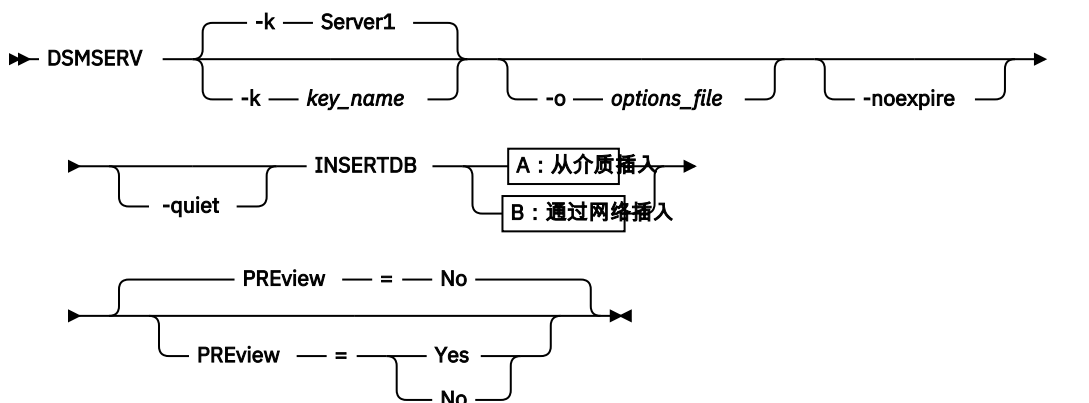 -k Server1
DSMSERV
-k key_name -o options_file -noexpire
INSERTDB A：从介质插入
-quiet B：通过网络插入
PREview = No
PREview = Yes
No